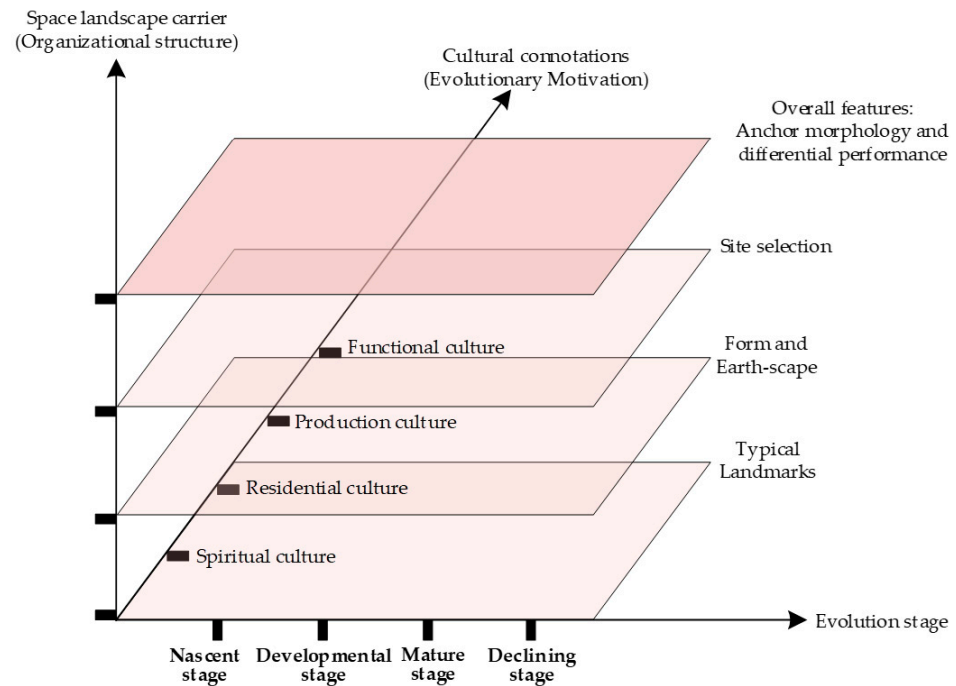 Space landscape carrier
(Organizational structure)
Cultural connotations
(Evolutionary Motivation)
Overall features:
Anchor morphology and
differential performance
Site selection
Functional culture
Form and
Earth-scape
Production culture
Typical
Landmarks
Residential culture
Spiritual culture
Evolution stage
Nascent
stage
Developmental
stage
Mature
stage
Declining
stage